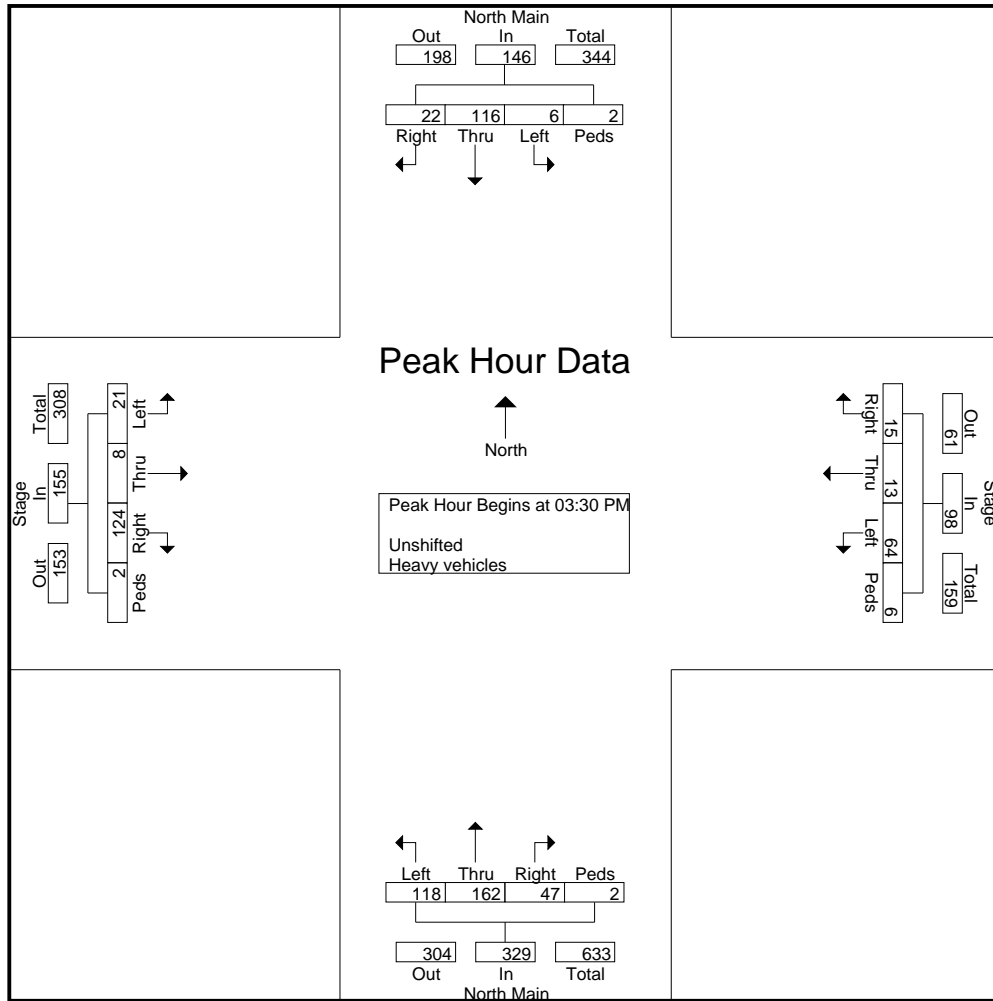 North Main
Out In Total
198 146 344
22 116 6 2
Right Thru Left Peds
Peak Hour Data
North
Peak Hour Begins at 03:30 PM
Unshifted
Heavy vehicles
Stage
Out In Total
153 155 308
2 124 8 21
Peds Right Thru Left
Stage
Out In Total
61 98 159
15 13 64 6
Right Thru Left Peds
Left Thru Right Peds
118 162 47 2
304 329 633
Out In Total
North Main